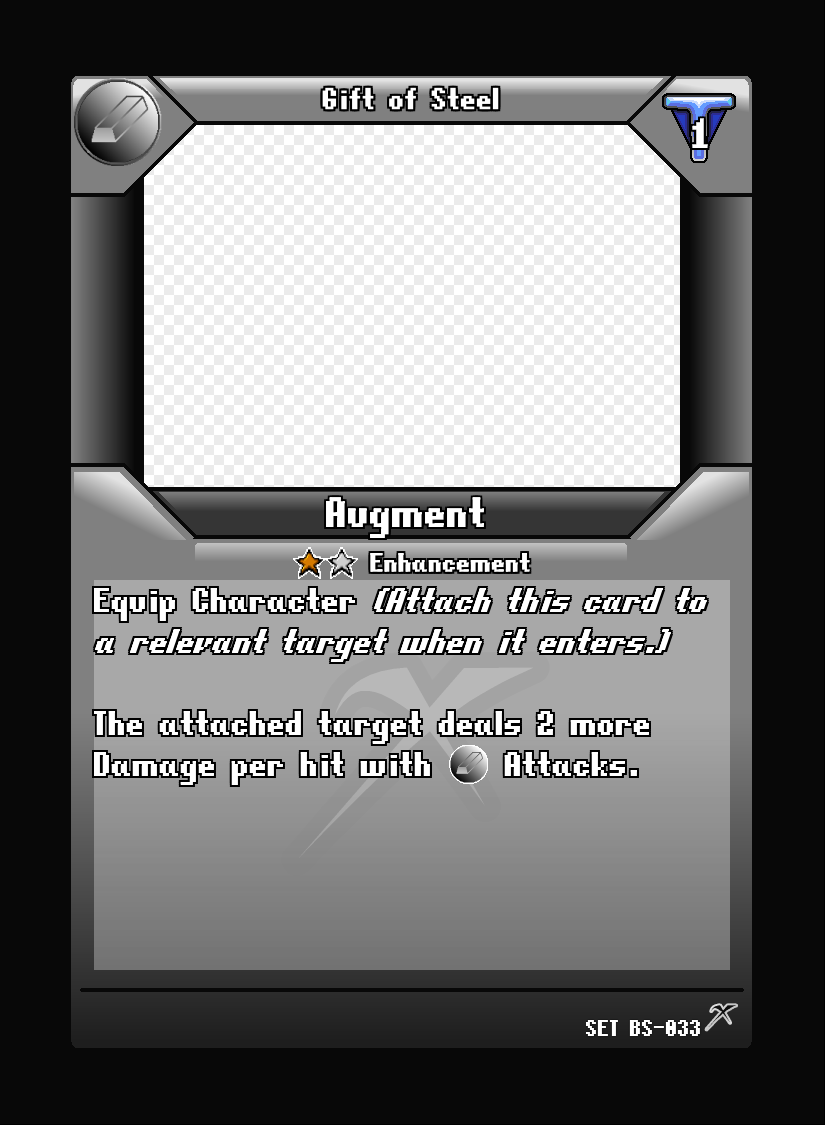 Gift of Steel
1
Augment
Enhancement
Equip Character (Attach this card to
a relevant target when it enters.)
The attached target deals 2 more
Damage per hit with Attacks.
SET BS-033